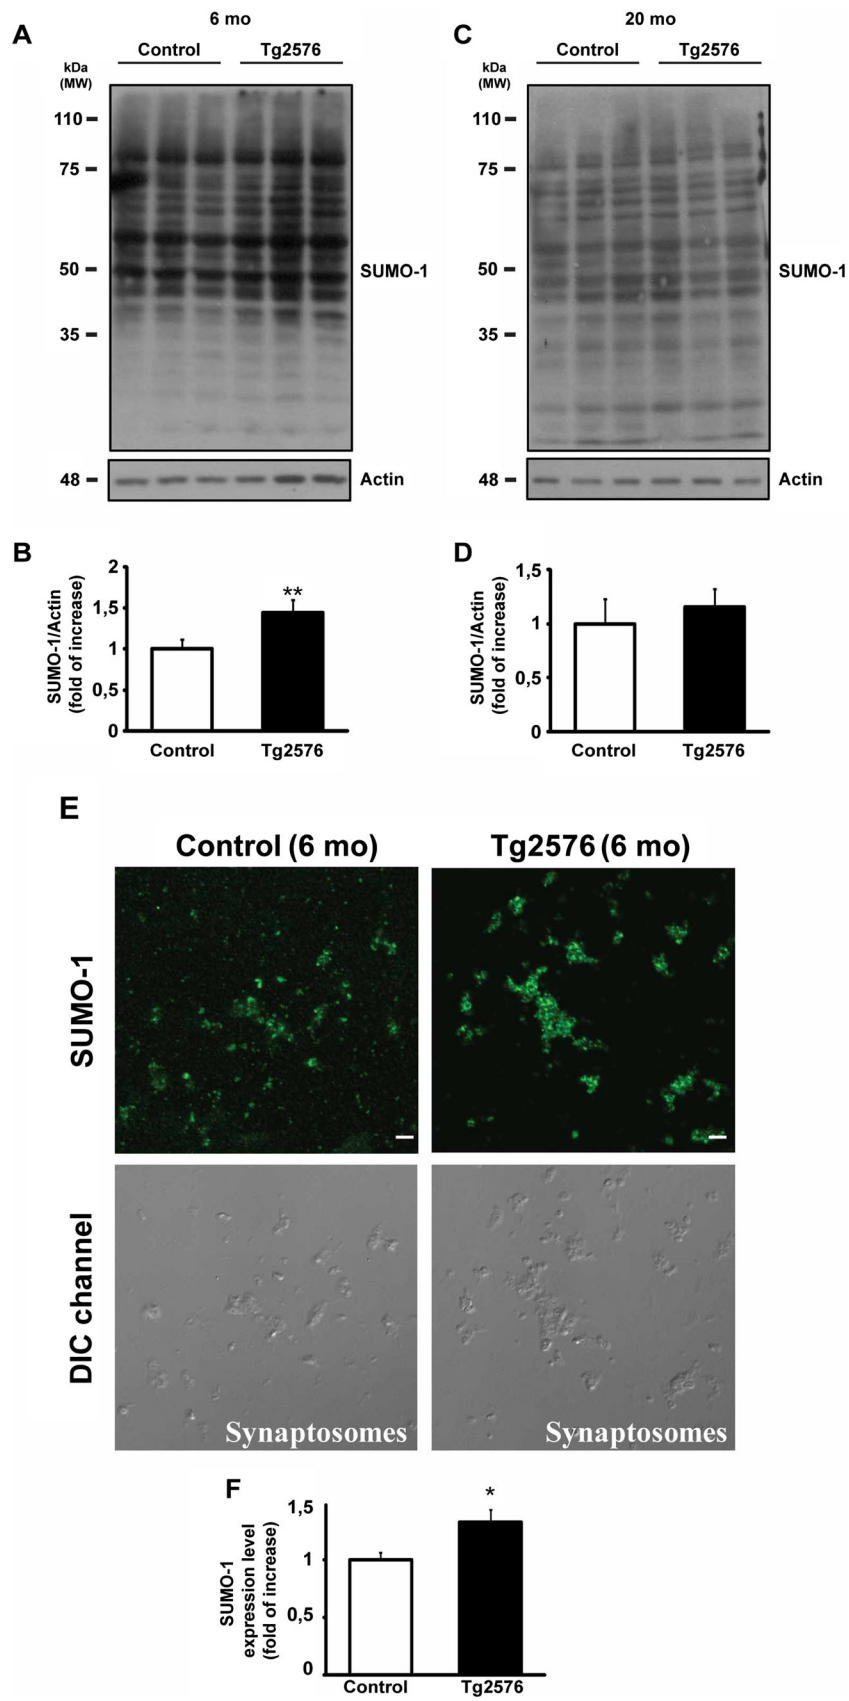 A
6 mo
Control
Tg2576
kDa
(MW)
110
75
50
35
SUMO-1
48
Actin
C
20 mo
Control
Tg2576
kDa
(MW)
110
75
50
35
SUMO-1
48
Actin
B
SUMO-1/Actin
(fold of increase)
2
1,5
1
0,5
0
**
Control
Tg2576
D
SUMO-1/Actin
(fold of increase)
1,5
1
0,5
0
Control
Tg2576
E
Control (6 mo)
Tg2576 (6 mo)
SUMO-1
DIC channel
Synaptosomes
Synaptosomes
F
SUMO-1
expression level
(fold of increase)
1,5
1
0,5
0
*
Control
Tg2576